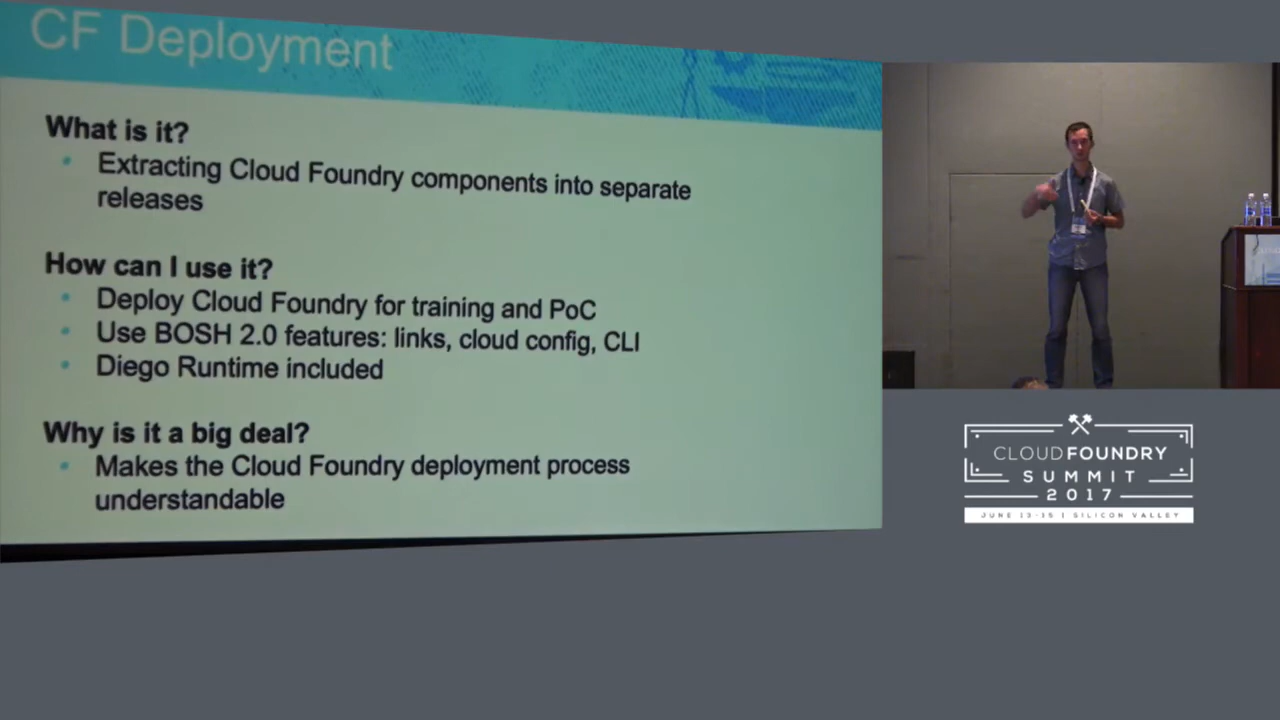 CF Deployment
What is it?
• Extracting Cloud Foundry components into separate
releases
How can I use it?
• Deploy Cloud Foundry for training and PoC
• Use BOSH 2.0 features: links, cloud config, CLI
• Diego Runtime included
Why is it a big deal?
• Makes the Cloud Foundry deployment process
understandable
CLOUD FOUNDRY
SUMMIT
2017
JUNE 13-15 | SILICON VALLEY